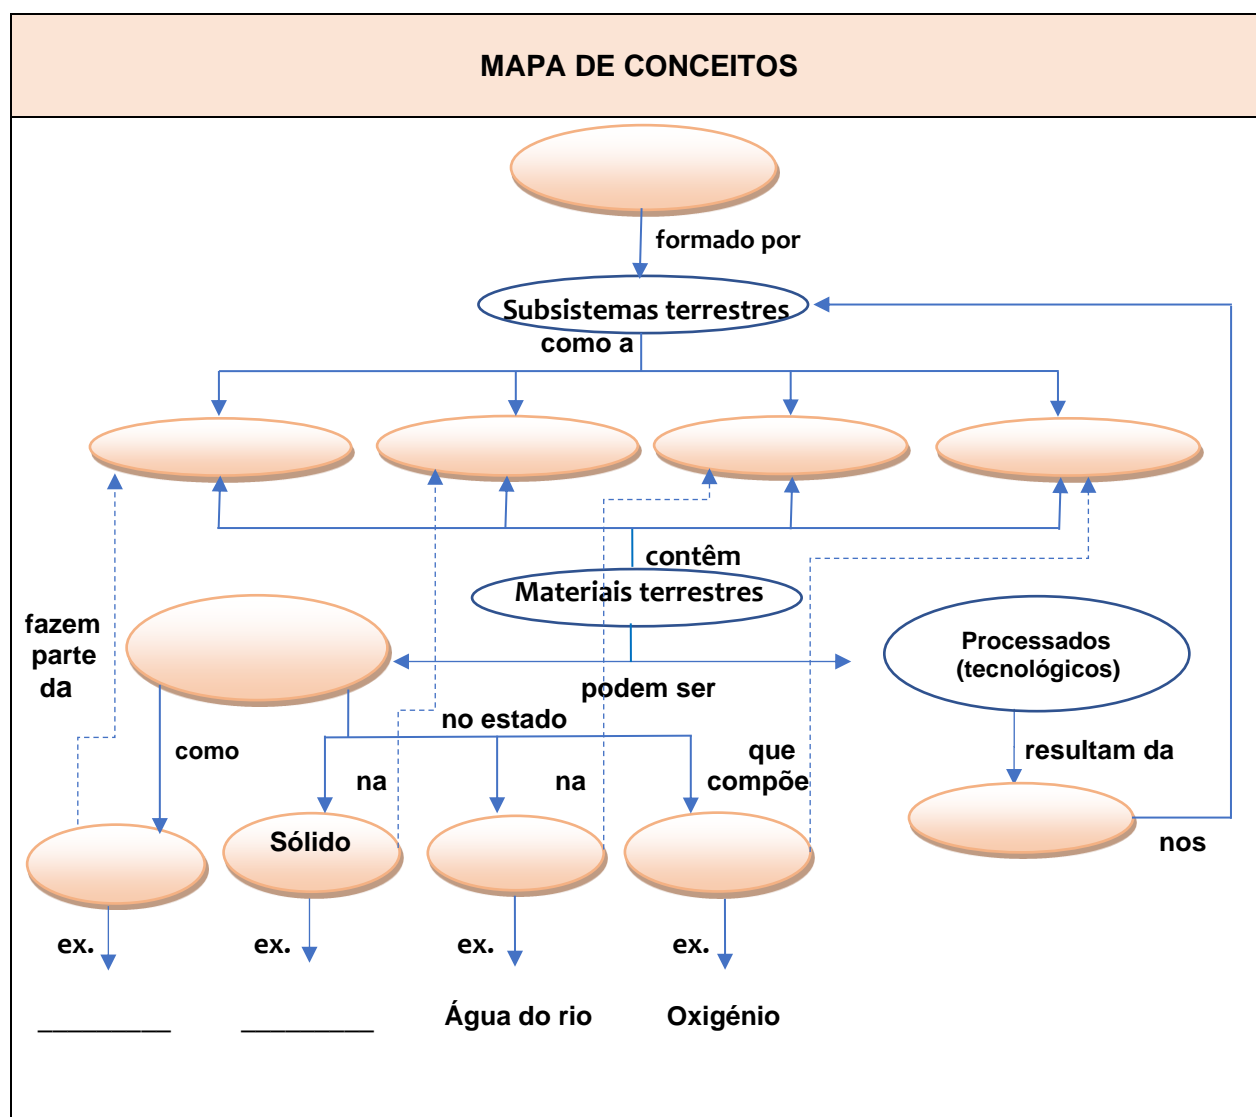 MAPA DE CONCEITOS
formado por
Subsistemas terrestres
como a
contêm
Materiais terrestres
fazem
parte
da
Processados
(tecnológicos)
podem ser
no estado
como
na
na
que
compõe
resultam da
Sólido
nos
ex.
ex.
ex.
ex.
_________
_________
Água do rio
Oxigénio